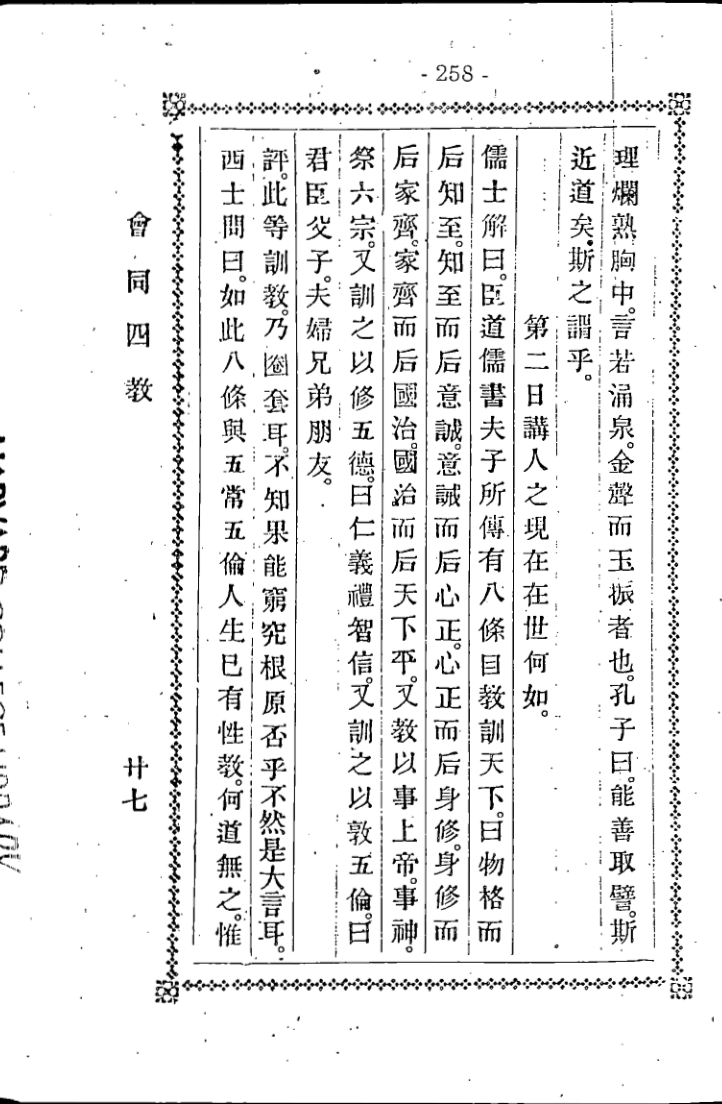 - 258 -
理爛熟胸中。言若涌泉。金聲而玉振者也。孔子曰。能善取譬。斯
近道矣。斯之謂乎。
第二日講人之現在在世何如。
儒士解曰。臣道儒書夫子所傳有八條目教訓天下。曰物格而
后知至。知至而后意誠。意誠而后心正。心正而后身修。身修而
后家齊。家齊而后國治。國治而后天下平。又教以事上帝。事神。
祭六宗。又訓之以修五德。曰仁義禮智信。又訓之以敦五倫。曰
君臣父子。夫婦兄弟朋友。
評。此等訓教。乃圈套耳。不知果能窮究根原否乎不然是大言耳。
西士問曰。如此八條與五常五倫人生已有性教。何道無之。惟
會同四教
廿七